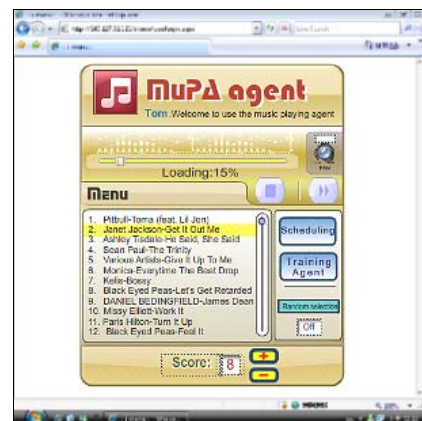 MuPA agent
Tom. Welcome to use the music playing agent
Loading:15%
Menu
1. Pitbull-Toma (feat. Lil Jon)
2. Janet Jackson-Get It Out Me
3. Ashley Tisdale-He Said, She Said
4. Sean Paul-The Trinity
5. Various Artists-Give It Up To Me
6. Monica-Everytime The Beat Drop
7. Kelis-Bossy
8. Black Eyed Peas-Let's Get Retarded
9. DANIEL BEDINGFIELD-James Dean
10. Missy Elliett-Work It
11. Paris Hilton-Turn It Up
12. Black Eyed Peas-Feel It
Scheduling
Training
Agent
Random selection
Off
Score: 8